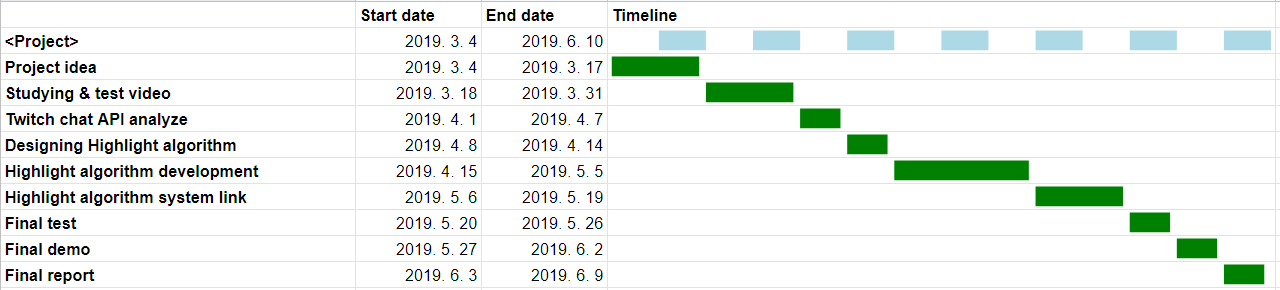 Start date End date Timeline
<Project> 2019. 3. 4 2019. 6. 10
Project idea 2019. 3. 4 2019. 3. 17
Studying & test video 2019. 3. 18 2019. 3. 31
Twitch chat API analyze 2019. 4. 1 2019. 4. 7
Designing Highlight algorithm 2019. 4. 8 2019. 4. 14
Highlight algorithm development 2019. 4. 15 2019. 5. 5
Highlight algorithm system link 2019. 5. 6 2019. 5. 19
Final test 2019. 5. 20 2019. 5. 26
Final demo 2019. 5. 27 2019. 6. 2
Final report 2019. 6. 3 2019. 6. 9